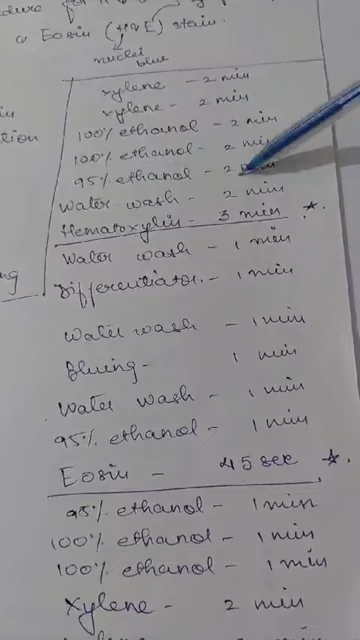 for H
& Eosin (H&E) stain.
nuclei
blue
Xylene - 2 min
Xylene - 2 min
100% ethanol - 2 min
100% ethanol - 2 min
95% ethanol - 2 min
Water wash - 2 min
Hematoxylin - 3 min *
Water wash - 1 min
Differentiator - 1 min
Water wash - 1 min
Bluing - 1 min
Water wash - 1 min
95% ethanol - 1 min
Eosin - 45 sec *
95% ethanol - 1 min
100% ethanol - 1 min
100% ethanol - 1 min
Xylene - 2 min